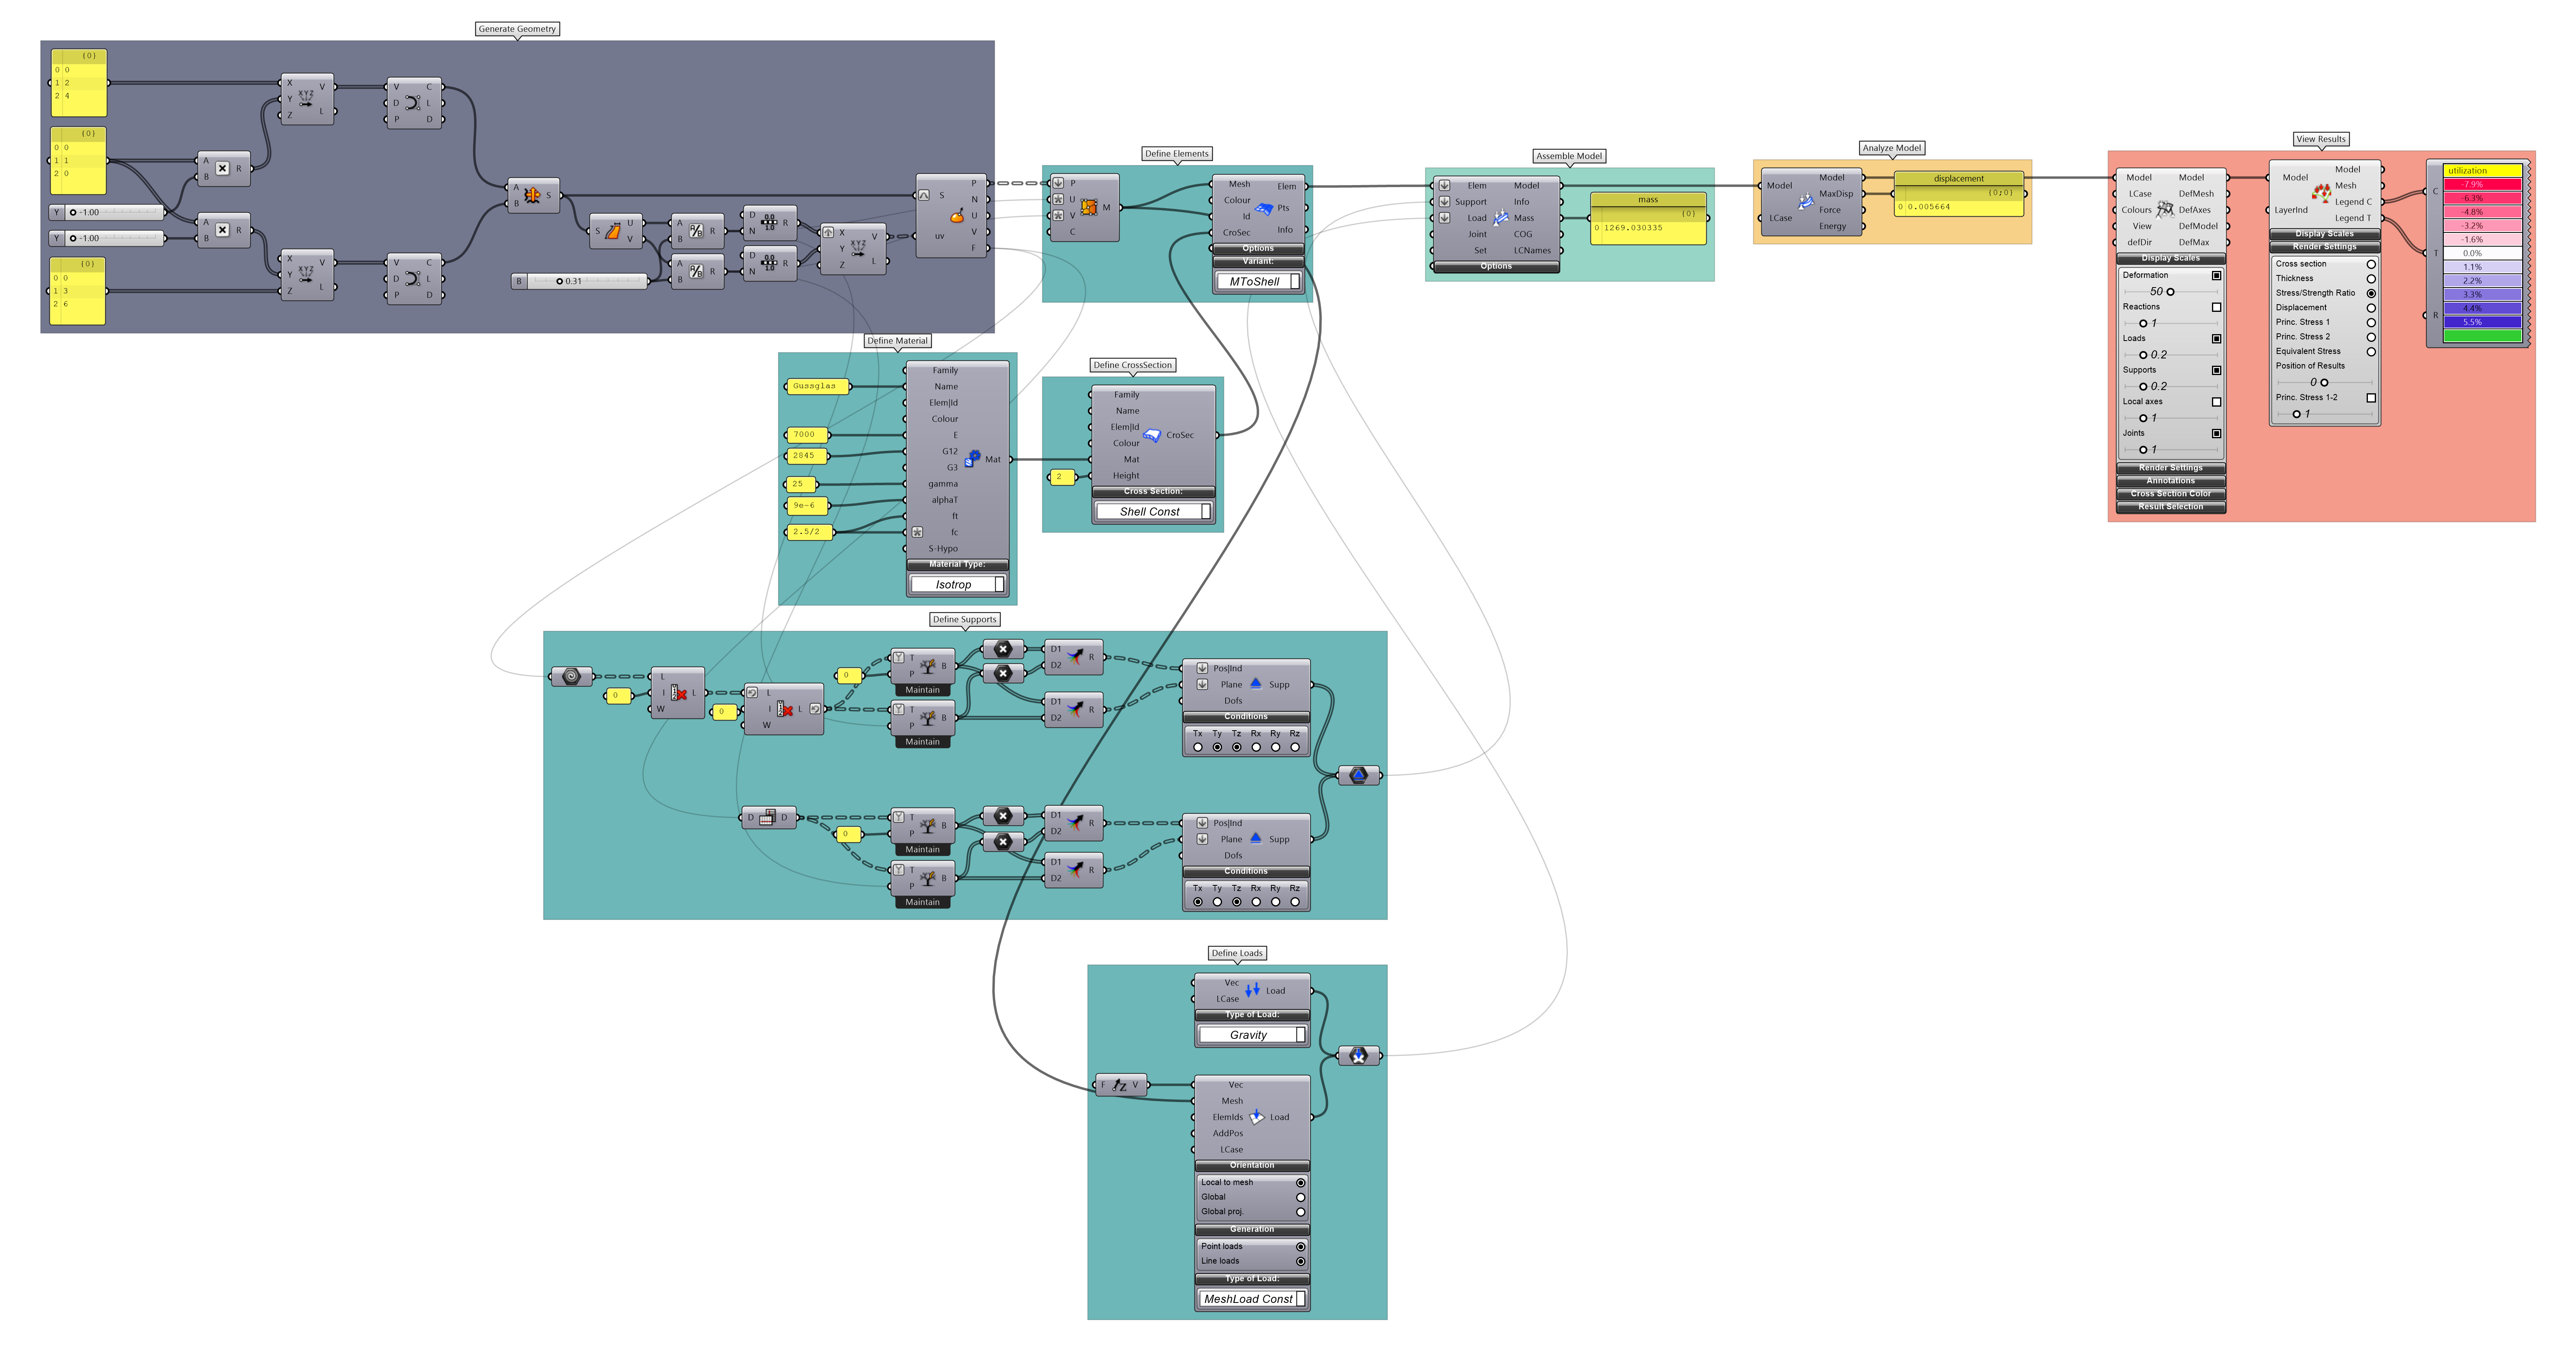 Generate Geometry
{0}
0 0
1 2
2 4
{0}
0 0
1 1
2 0
Y -1.00
Y -1.00
{0}
0 0
1 3
2 6
A B R
A B R
X Y Z V L
X Y Z V L
V D P C L D
V D P C L D
A B S
S U V
B 0.31
A B A/B R
A B A/B R
D N 0.0 1.0 R
D N 0.0 1.0 R
X Y Z XYZ V L
S uv P N U V F
Define Elements
P U V C M
Mesh Elem
Colour
Id Pts
CroSec Info
Options
Variant:
MToShell
Assemble Model
Elem Model
Support Info
Load Mass
Joint COG
Set LCNames
Options
mass
{0}
0 1269.030335
Analyze Model
Model Model
MaxDisp
Force
LCase Energy
displacement
{0;0}
0 0.005664
View Results
Model Model
LCase DefMesh
Colours DefAxes
View DefModel
defDir DefMax
Display Scales
Deformation
50
Reactions
1
Loads
0.2
Supports
0.2
Local axes
1
Joints
1
Render Settings
Annotations
Cross Section Color
Result Selection
Model Model
Mesh
Legend C
LayerInd Legend T
Display Scales
Render Settings
Cross section
Thickness
Stress/Strength Ratio
Displacement
Princ. Stress 1
Princ. Stress 2
Equivalent Stress
Position of Results
0
Princ. Stress 1-2
1
C T R
utilization
-7.9%
-6.3%
-4.8%
-3.2%
-1.6%
0.0%
1.1%
2.2%
3.3%
4.4%
5.5%
Define Material
Gussglas
7000
2845
25
9e-6
2.5/2
Family
Name
Elem|Id
Colour
E
G12
G3 Mat
gamma
alphaT
ft
fc
S-Hypo
Material Type:
Isotrop
Define CrossSection
2
Family
Name
Elem|Id
Colour CroSec
Mat
Height
Cross Section:
Shell Const
Define Supports
0
L I W L
0
L I W L
0
T P B
Maintain
T P B
Maintain
D1 D2 R
D1 D2 R
Pos|Ind
Plane Supp
Dofs
Conditions
Tx Ty Tz Rx Ry Rz
D D
0
T P B
Maintain
T P B
Maintain
D1 D2 R
D1 D2 R
Pos|Ind
Plane Supp
Dofs
Conditions
Tx Ty Tz Rx Ry Rz
Define Loads
Vec
LCase Load
Type of Load:
Gravity
F Z V
Vec
Mesh
ElemIds Load
AddPos
LCase
Orientation
Local to mesh
Global
Global proj.
Generation
Point loads
Line loads
Type of Load:
MeshLoad Const